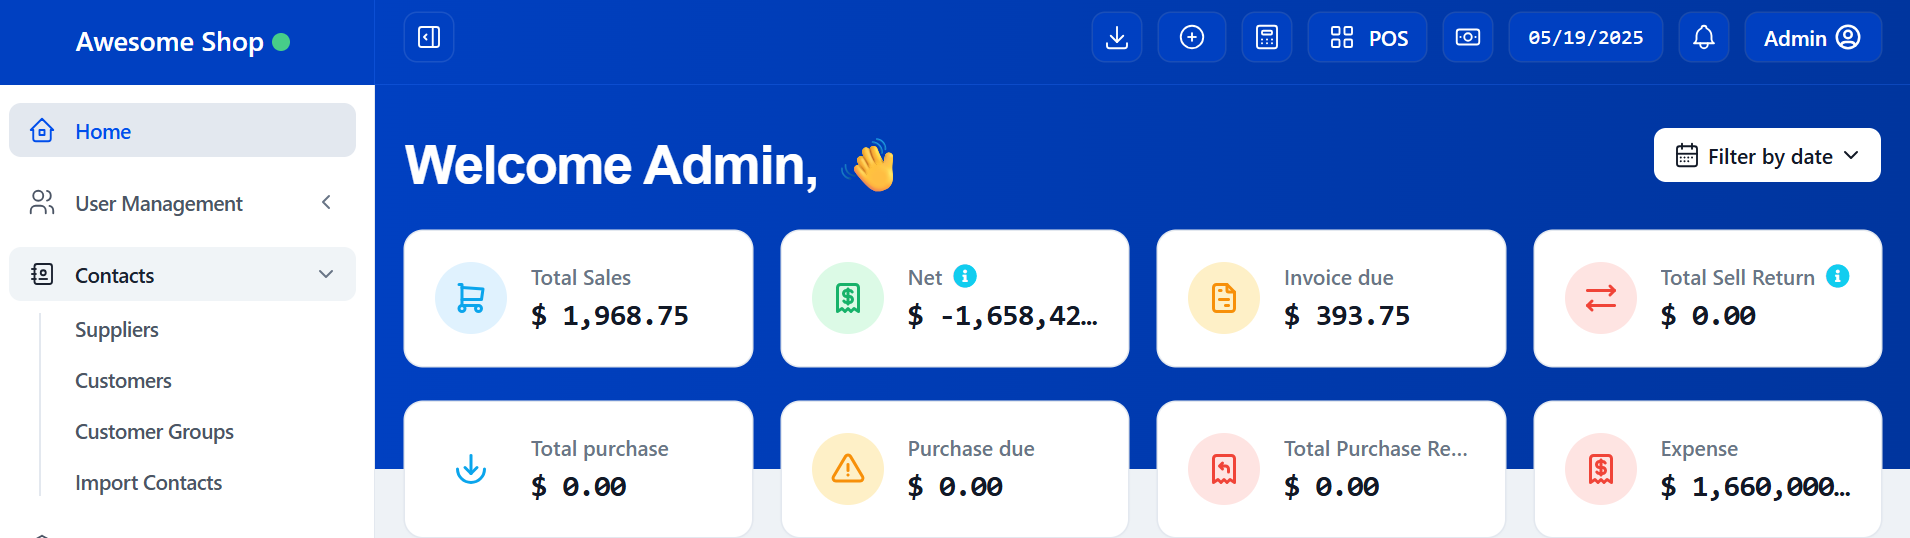 Awesome Shop
POS
05/19/2025
Admin
Home
User Management
Contacts
Suppliers
Customers
Customer Groups
Import Contacts
Welcome Admin,
Filter by date
Total Sales
$ 1,968.75
Net
$ -1,658,42...
Invoice due
$ 393.75
Total Sell Return
$ 0.00
Total purchase
$ 0.00
Purchase due
$ 0.00
Total Purchase Re...
$ 0.00
Expense
$ 1,660,000...